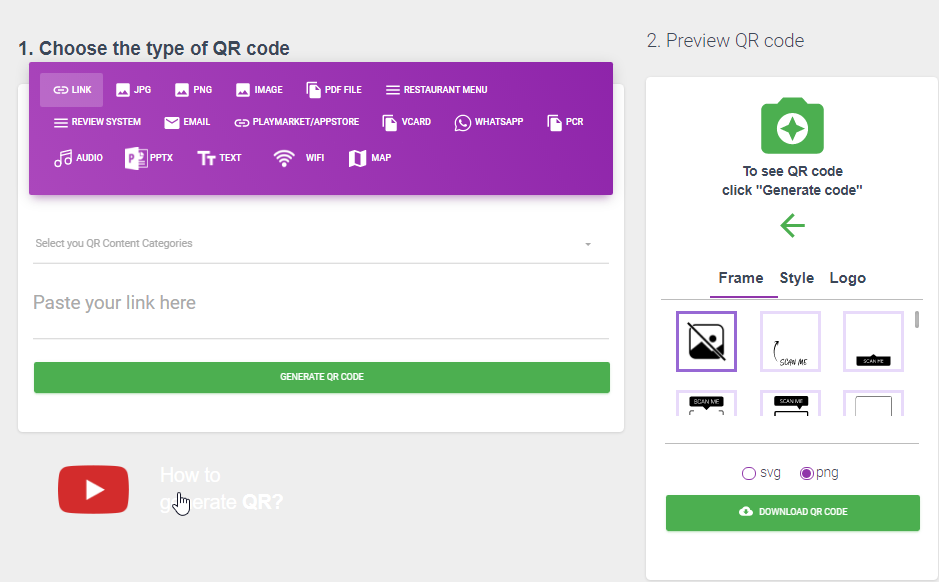 1. Choose the type of QR code
LINK JPG PNG IMAGE PDF FILE RESTAURANT MENU
REVIEW SYSTEM EMAIL PLAYMARKET/APPSTORE VCARD WHATSAPP PCR
AUDIO PPTX TEXT WIFI MAP
Select you QR Content Categories
Paste your link here
GENERATE QR CODE
How to
generate QR?
2. Preview QR code
To see QR code
click "Generate code"
Frame Style Logo
SCAN ME
SCAN ME
SCAN ME
SCAN ME
svg png
DOWNLOAD QR CODE